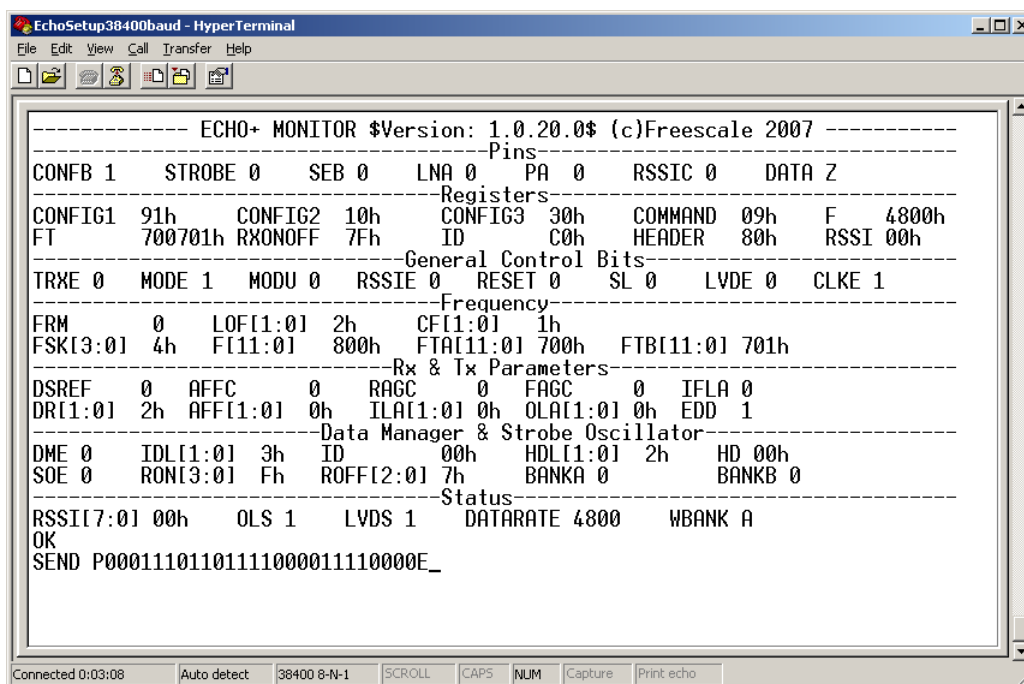 EchoSetup38400baud - HyperTerminal
File Edit View Call Transfer Help
------------- ECHO+ MONITOR $Version: 1.0.20.0$ (c)Freescale 2007 -----------
--------------------------------------Pins-----------------------------------
CONFB 1 STROBE 0 SEB 0 LNA 0 PA 0 RSSIC 0 DATA Z
----------------------------------Registers----------------------------------
CONFIG1 91h CONFIG2 10h CONFIG3 30h COMMAND 09h F 4800h
FT 700701h RXONOFF 7Fh ID C0h HEADER 80h RSSI 00h
-------------------------------General Control Bits--------------------------
TRXE 0 MODE 1 MODU 0 RSSIE 0 RESET 0 SL 0 LVDE 0 CLKE 1
----------------------------------Frequency----------------------------------
FRM 0 LOF[1:0] 2h CF[1:0] 1h
FSK[3:0] 4h F[11:0] 800h FTA[11:0] 700h FTB[11:0] 701h
------------------------------Rx & Tx Parameters-----------------------------
DSREF 0 AFFC 0 RAGC 0 FAGC 0 IFLA 0
DR[1:0] 2h AFF[1:0] 0h ILA[1:0] 0h OLA[1:0] 0h EDD 1
------------------------Data Manager & Strobe Oscillator---------------------
DME 0 IDL[1:0] 3h ID 00h HDL[1:0] 2h HD 00h
SOE 0 RON[3:0] Fh ROFF[2:0] 7h BANKA 0 BANKB 0
----------------------------------Status-------------------------------------
RSSI[7:0] 00h OLS 1 LVDS 1 DATARATE 4800 WBANK A
OK
SEND P00011101101111000011110000E_
Connected 0:03:08 Auto detect 38400 8-N-1 SCROLL CAPS NUM Capture Print echo